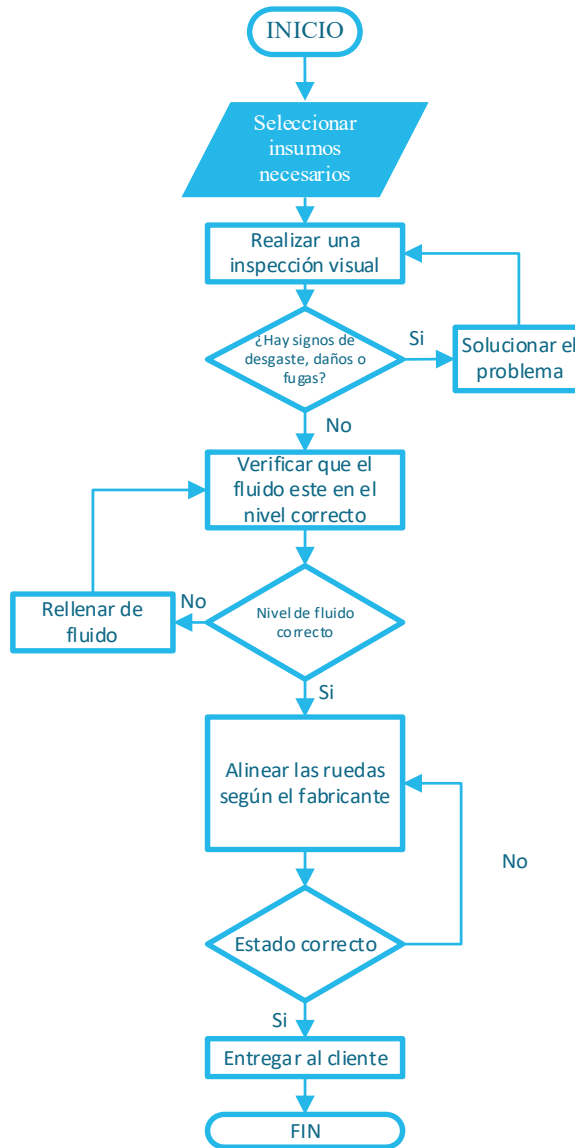 INICIO
Seleccionar
insumos
necesarios
Realizar una
inspección visual
¿Hay signos de
desgaste, daños o
fugas?
Si
Solucionar el
problema
No
Verificar que el
fluido este en el
nivel correcto
Rellenar de
fluido
No
Nivel de fluido
correcto
Si
Alinear las ruedas
según el fabricante
No
Estado correcto
Si
Entregar al cliente
FIN